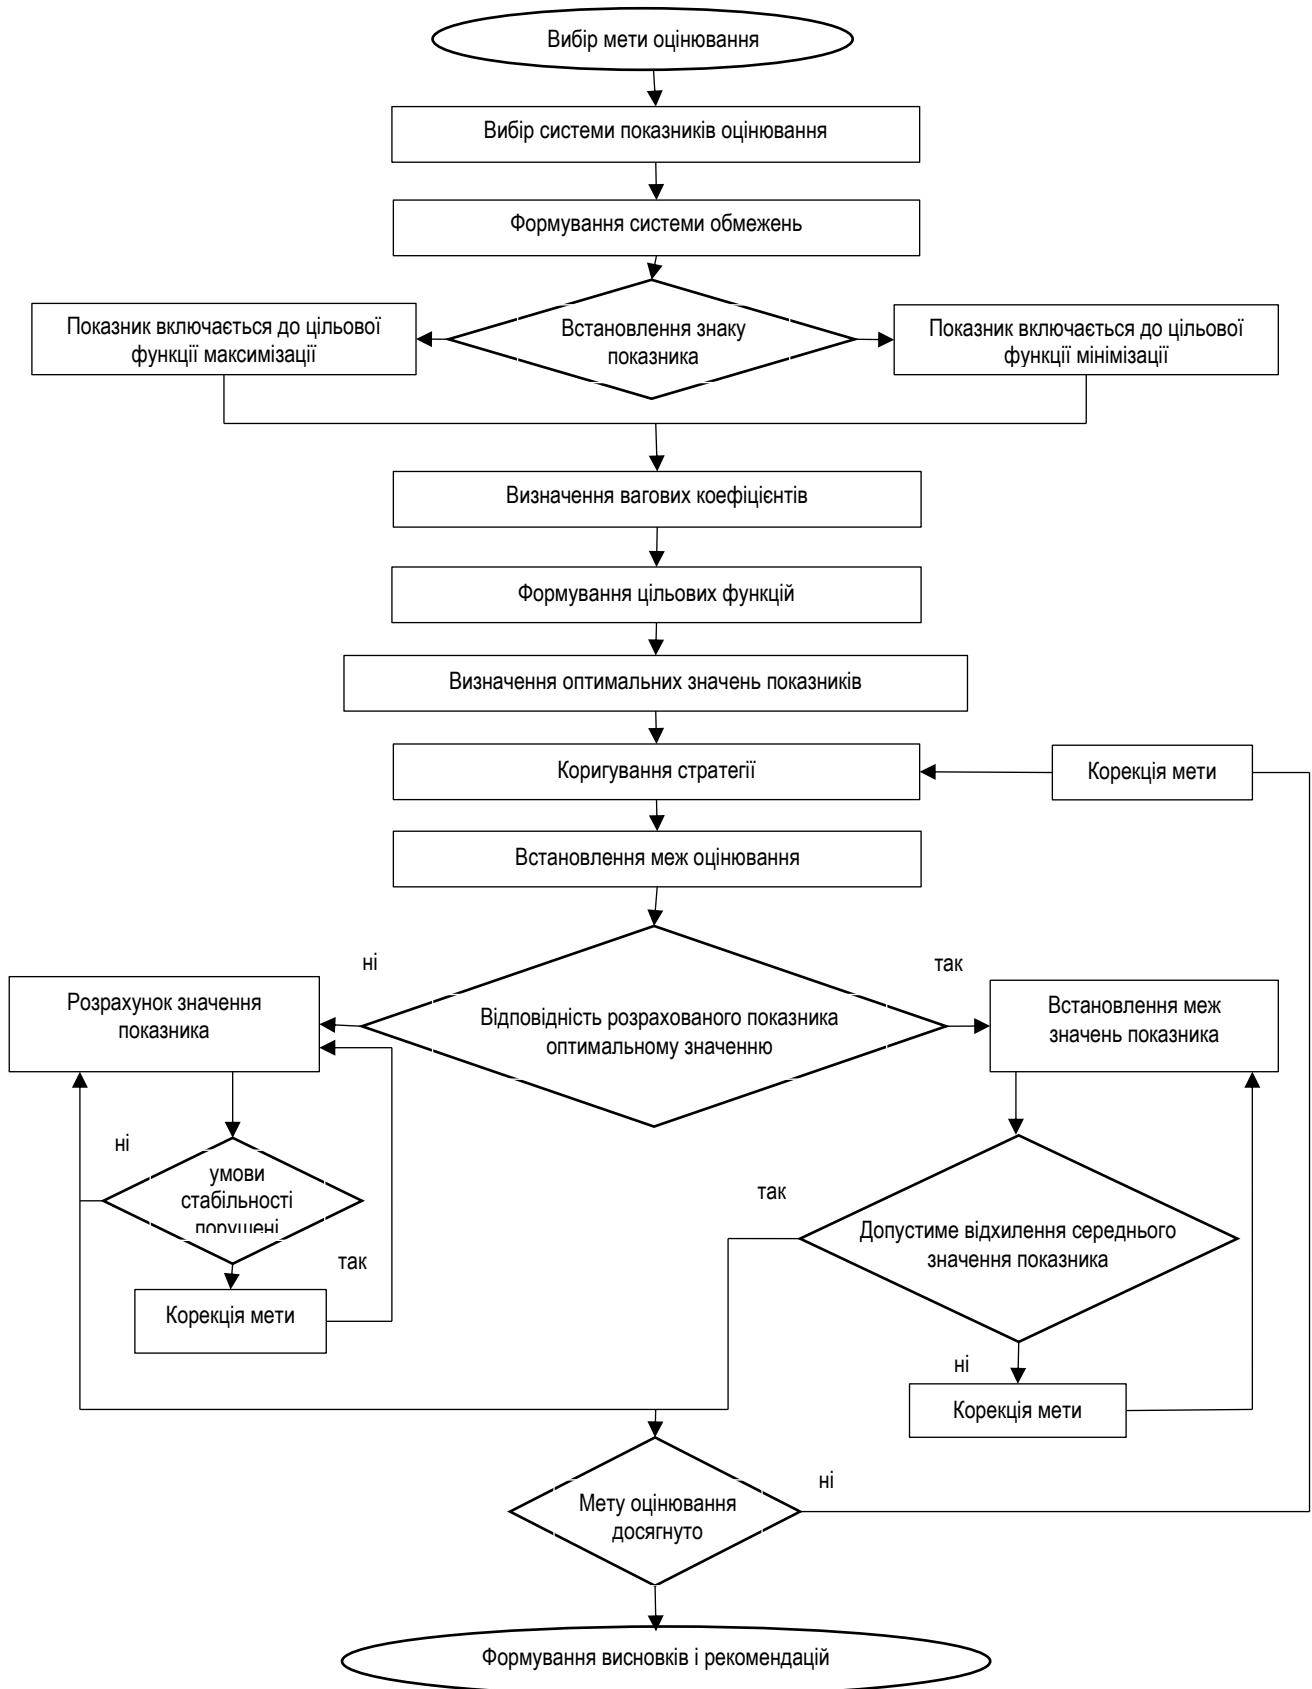 Вибір мети оцінювання
Вибір системи показників оцінювання
Формування системи обмежень
Показник включається до цільової
функції максимізації
Встановлення знаку
показника
Показник включається до цільової
функції мінімізації
Визначення вагових коефіцієнтів
Формування цільових функцій
Визначення оптимальних значень показників
Коригування стратегії
Корекція мети
Встановлення меж оцінювання
ні
так
Розрахунок значення
показника
Відповідність розрахованого показника
оптимальному значенню
Встановлення меж
значень показника
ні
умови
стабільності
порушені
так
так
Допустиме відхилення середнього
значення показника
Корекція мети
ні
Корекція мети
ні
Мету оцінювання
досягнуто
Формування висновків і рекомендацій